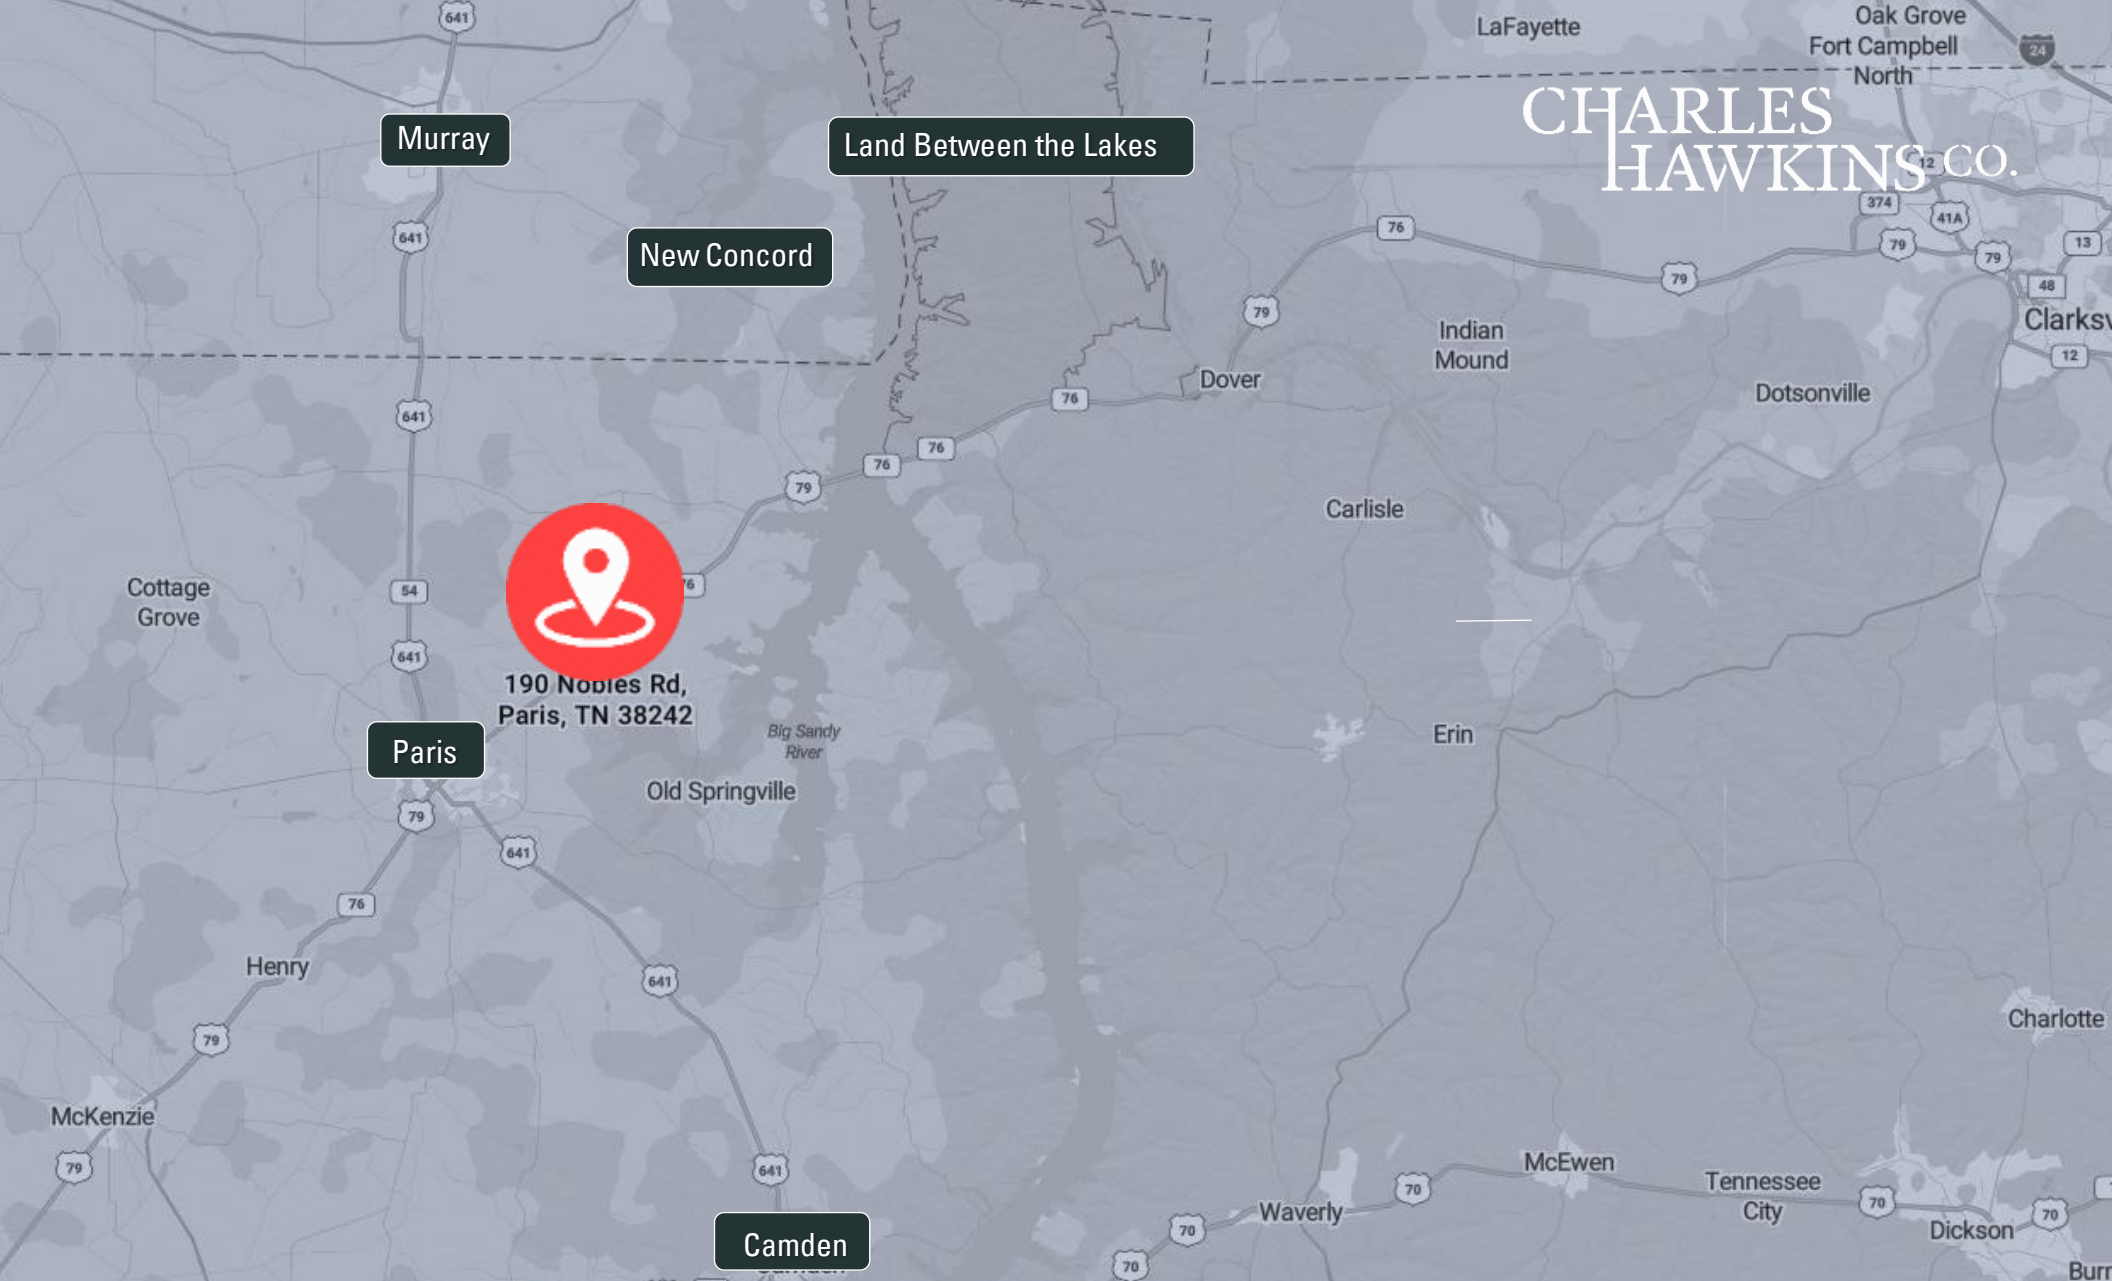 641
LaFayette
Oak Grove
Fort Campbell
North
24
CHARLES
HAWKINS CO.
Murray
Land Between the Lakes
12
374
41A
641
New Concord
76
79
79
79
13
79
48
79
Indian
Mound
Clarksv
12
Dover
76
Dotsonville
641
76
76
79
Carlisle
Cottage
Grove
54
76
641
190 Nobles Rd,
Paris, TN 38242
Paris
Big Sandy
River
Erin
Old Springville
79
641
76
Henry
641
79
Charlotte
McKenzie
79
641
McEwen
70
Tennessee
City
70
Waverly
70
70
Dickson
Camden
70
Burr